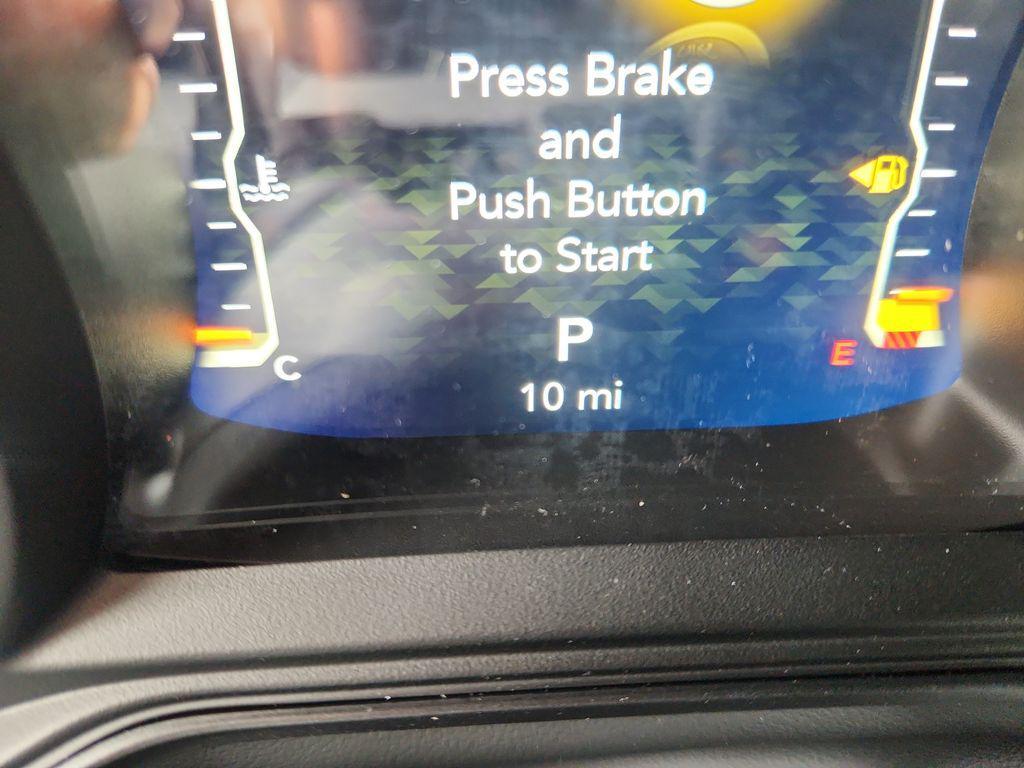 Press Brake
and
Push Button
to Start
P
C
E
10 mi